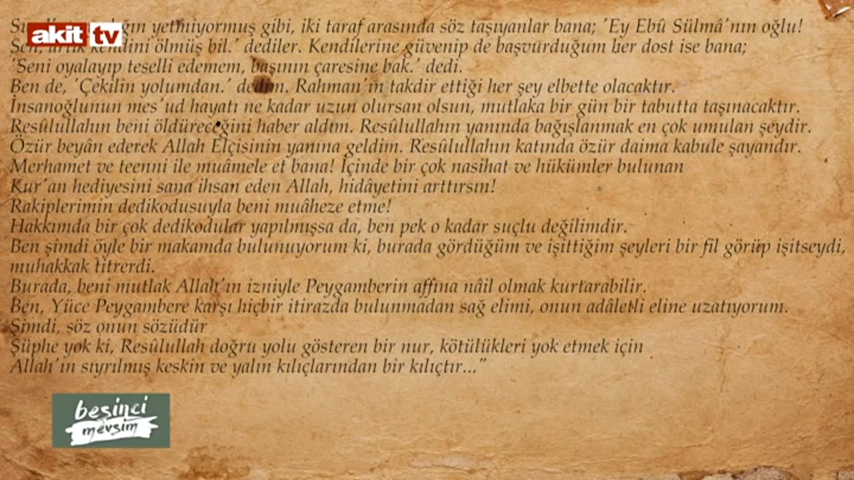 akit tv
yetmiyormuş gibi, iki taraf arasında söz taşıyanlar bana; 'Ey Ebû Sülmâ'nın oğlu!
Sen, artık kendini ölmüş bil.' dediler. Kendilerine güvenip de başvurduğum her dost ise bana;
'Seni oyalayıp teselli edemem, başının çaresine bak.' dedi.
Ben de, 'Çekilin yolumdan.' dedim. Rahman'ın takdir ettiği her şey elbette olacaktır.
İnsanoğlunun mes'ud hayatı ne kadar uzun olursan olsun, mutlaka bir gün bir tabutta taşınacaktır.
Resûlullahın beni öldüreceğini haber aldım. Resûlullahın yanında bağışlanmak en çok umulan şeydir.
Özür beyân ederek Allah Elçisinin yanına geldim. Resûlullahın katında özür daima kabule şayandır.
Merhamet ve teenni ile muâmele et bana! İçinde bir çok nasihat ve hükümler bulunan
Kur'an hediyesini sana ihsan eden Allah, hidâyetini arttırsın!
Rakiplerimin dedikodusuyla beni muâheze etme!
Hakkımda bir çok dedikodular yapılmışsa da, ben pek o kadar suçlu değilimdir.
Ben şimdi öyle bir makamda bulunuyorum ki, burada gördüğüm ve işittiğim şeyleri bir fil görüp işitseydi,
muhakkak titrerdi.
Burada, beni mutlak Allah'ın izniyle Peygamberin affına nâil olmak kurtarabilir.
Ben, Yüce Peygambere karşı hiçbir itirazda bulunmadan sağ elimi, onun adâletli eline uzatıyorum.
Şimdi, söz onun sözüdür
Şüphe yok ki, Resûlullah doğru yolu gösteren bir nur, kötülükleri yok etmek için
Allah'ın sıyrılmış keskin ve yalın kılıçlarından bir kılıçtır..."
beşinci
mevsim